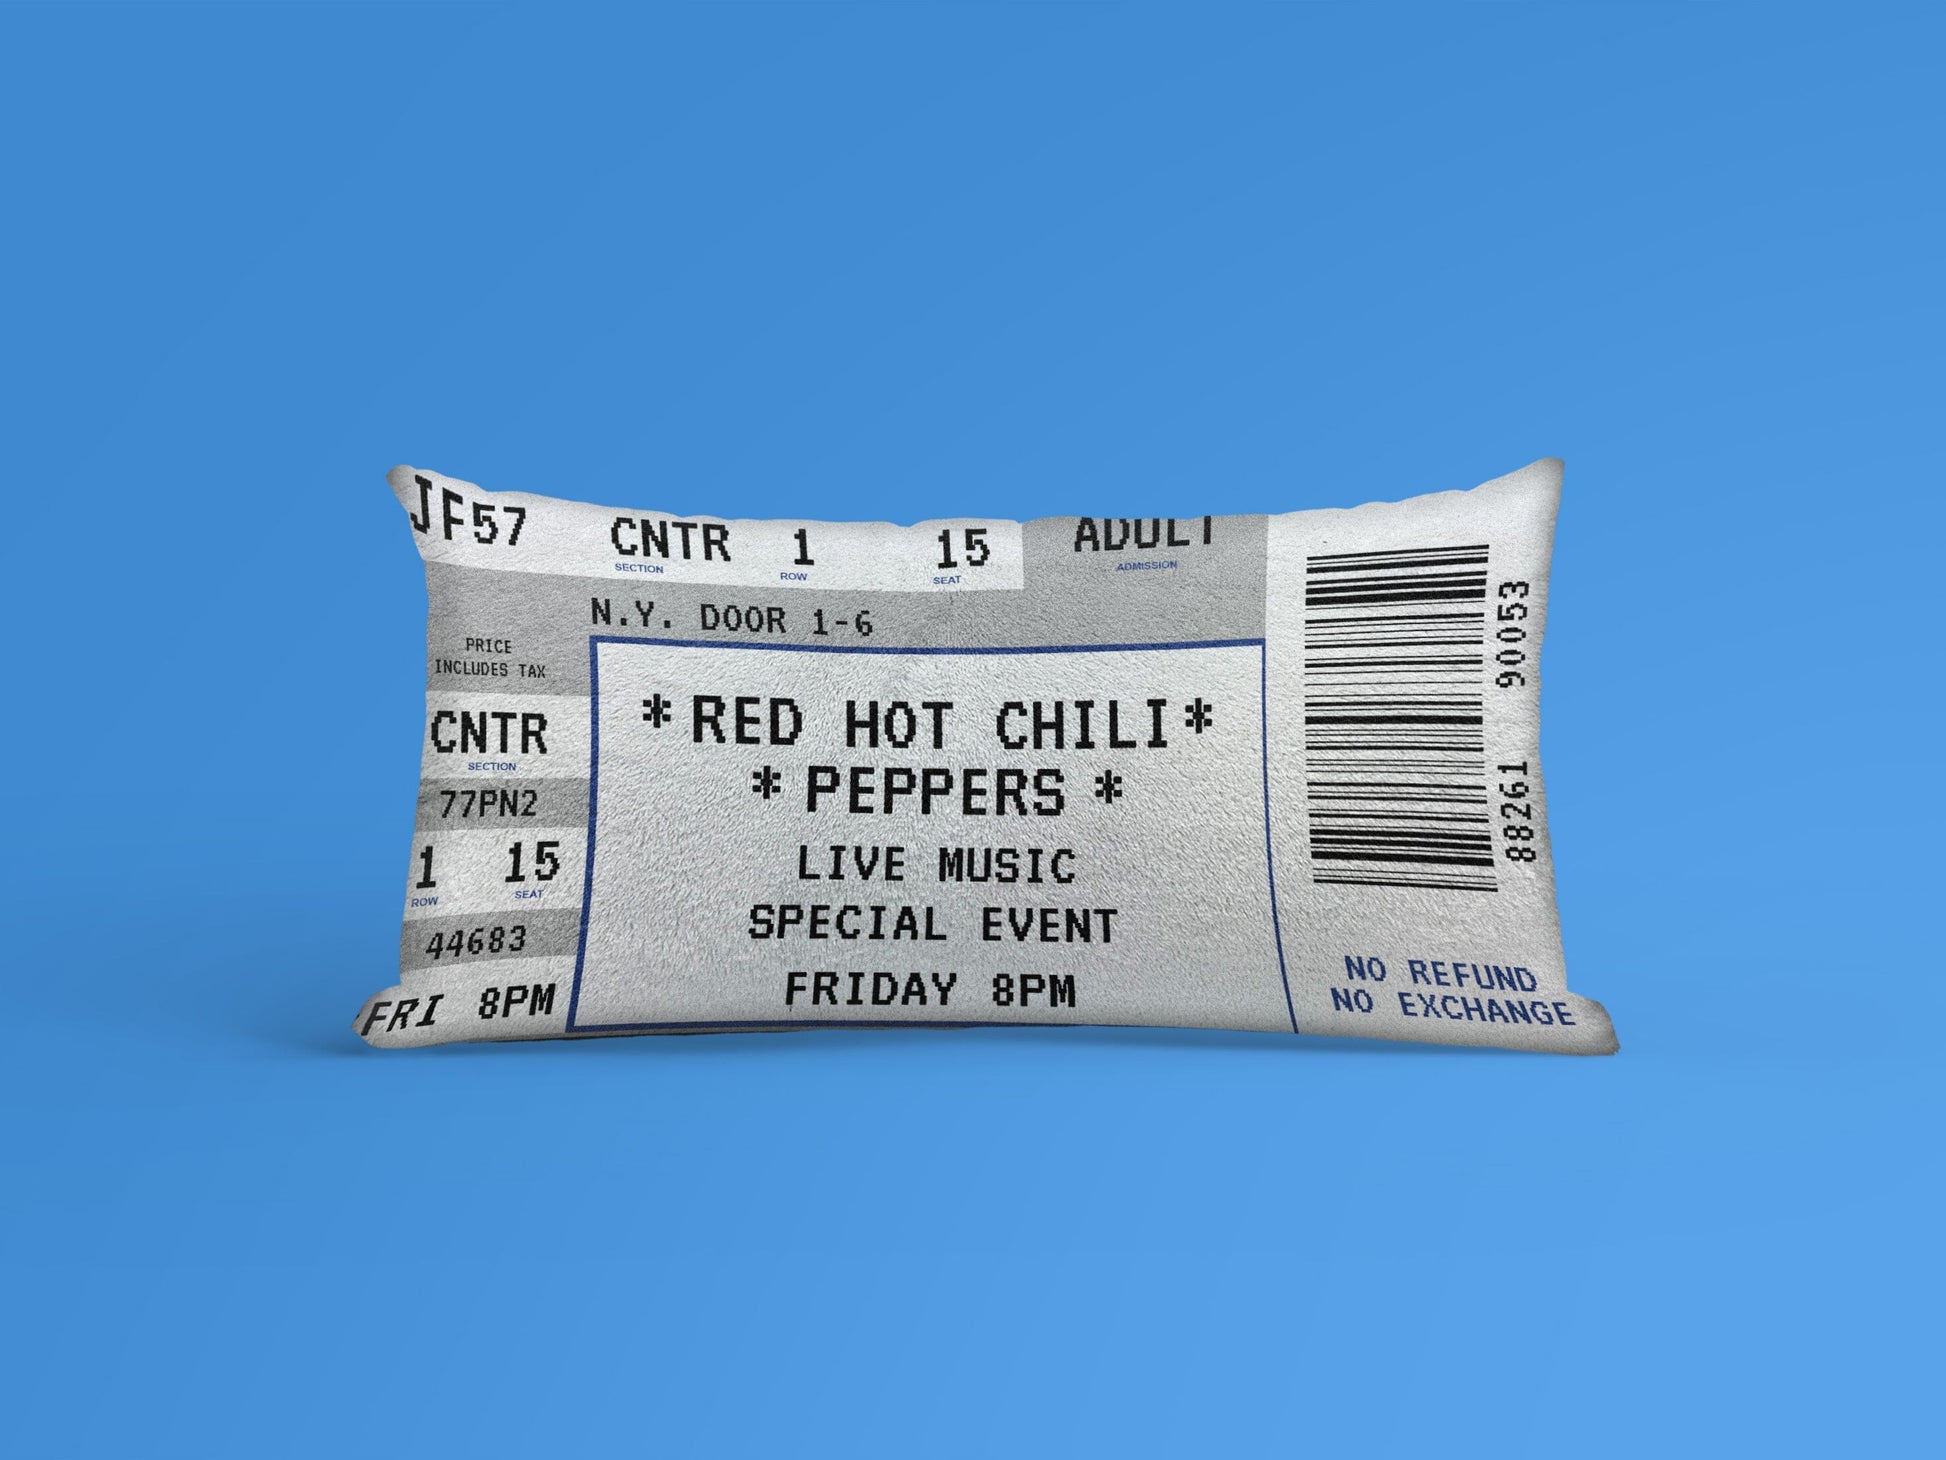 JF57 CNTR 1 15 ADULT
SECTION ROW SEAT ADMISSION
N.Y. DOOR 1-6
PRICE
INCLUDES TAX
CNTR
SECTION
77PN2
1 15
ROW SEAT
44683
FRI 8PM
*RED HOT CHILI*
*PEPPERS*
LIVE MUSIC
SPECIAL EVENT
FRIDAY 8PM
88261 90053
NO REFUND
NO EXCHANGE